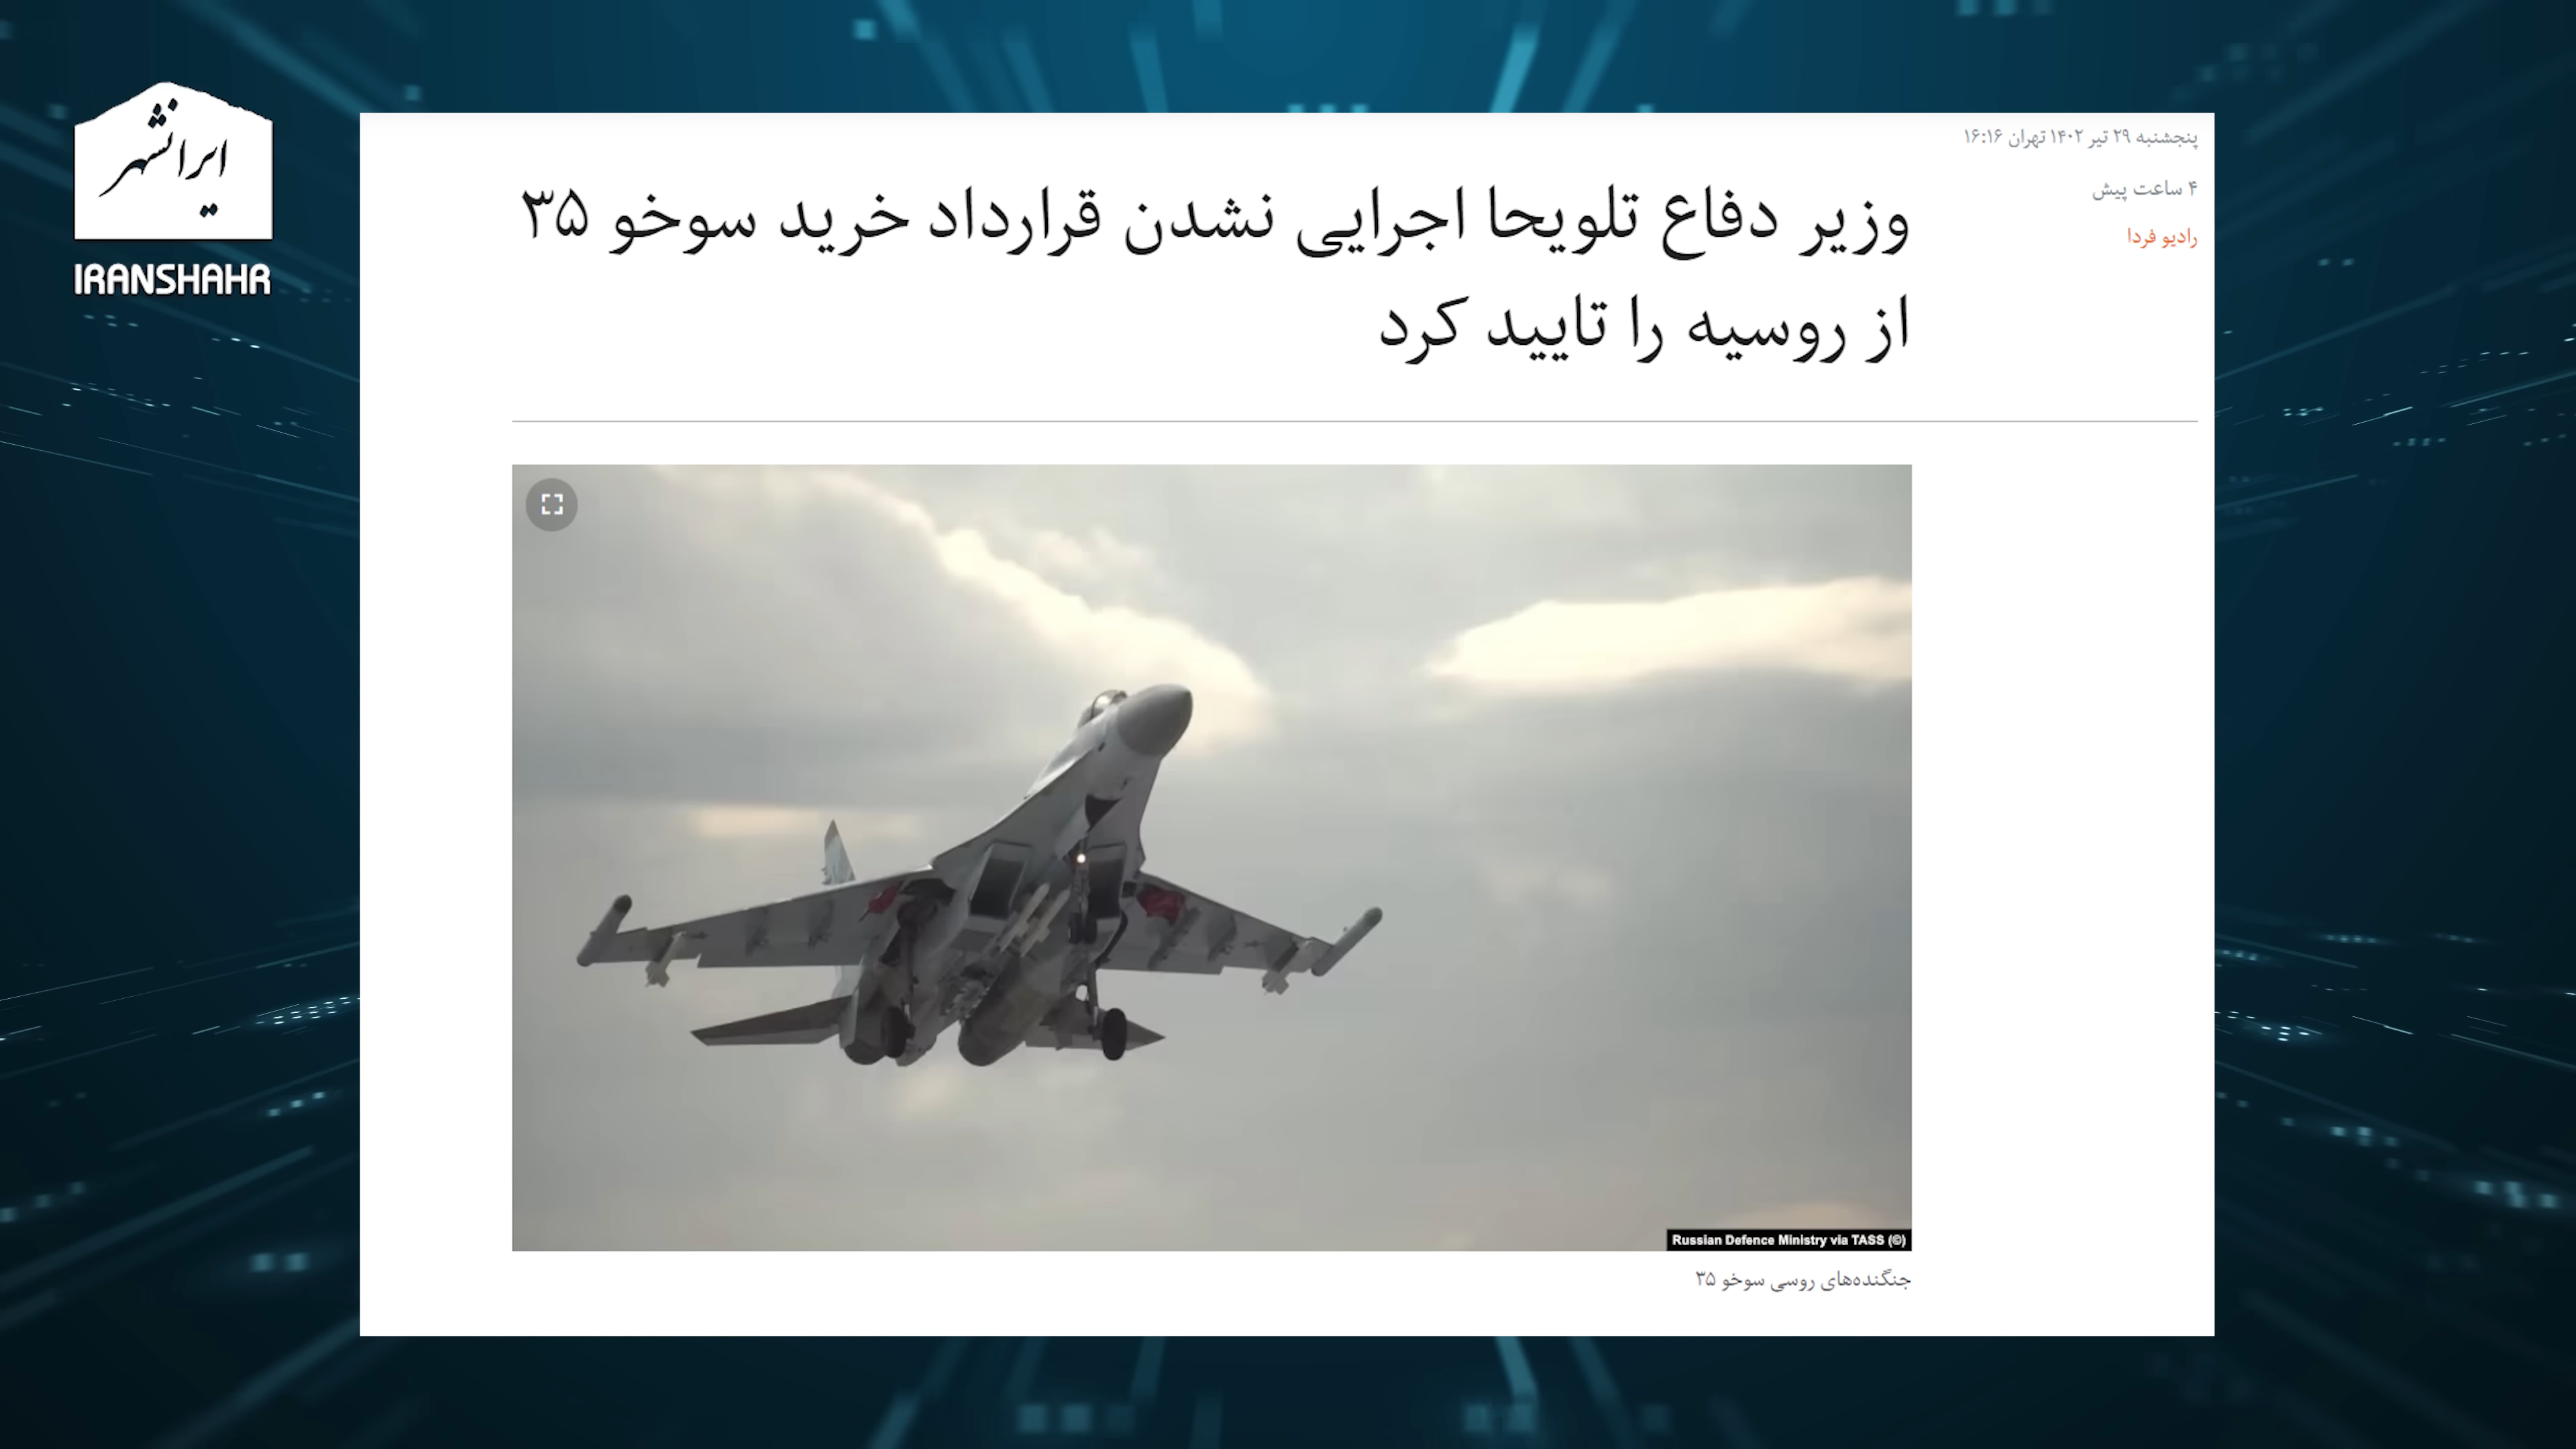 ایرانشهر
IRANSHAHR
پنجشنبه ۲۹ تیر ۱۴۰۲ تهران ۱۶:۱۶
۴ ساعت پیش
رادیو فردا
وزیر دفاع تلویحا اجرایی نشدن قرارداد خرید سوخو ۳۵
از روسیه را تایید کرد
Russian Defence Ministry via TASS (©)
جنگنده‌های روسی سوخو ۳۵